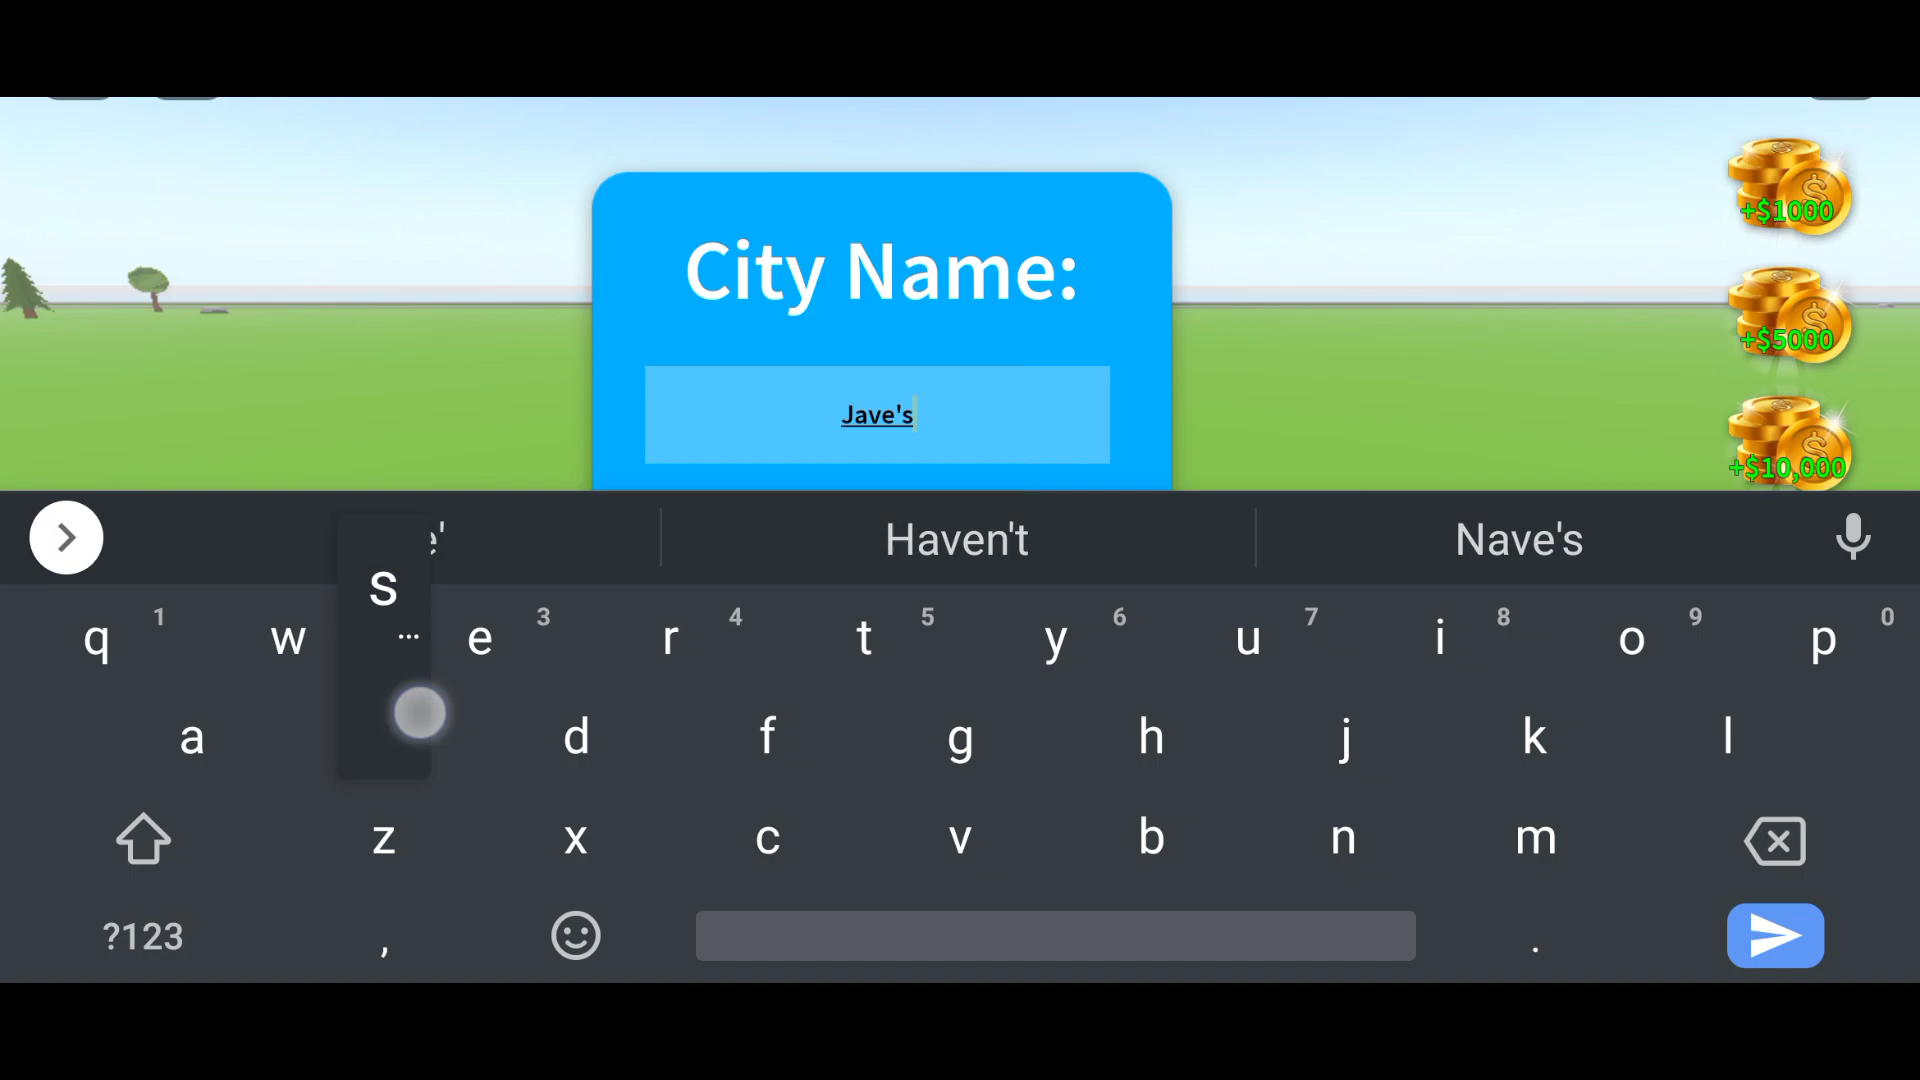 +$1000
City Name:
+$5000
Jave's
+$10,000
e' Haven't Nave's
s
...
q 1 w e 3 r 4 t 5 y 6 u 7 i 8 o 9 p 0
a d f g h j k l
z x c v b n m
?123 , .